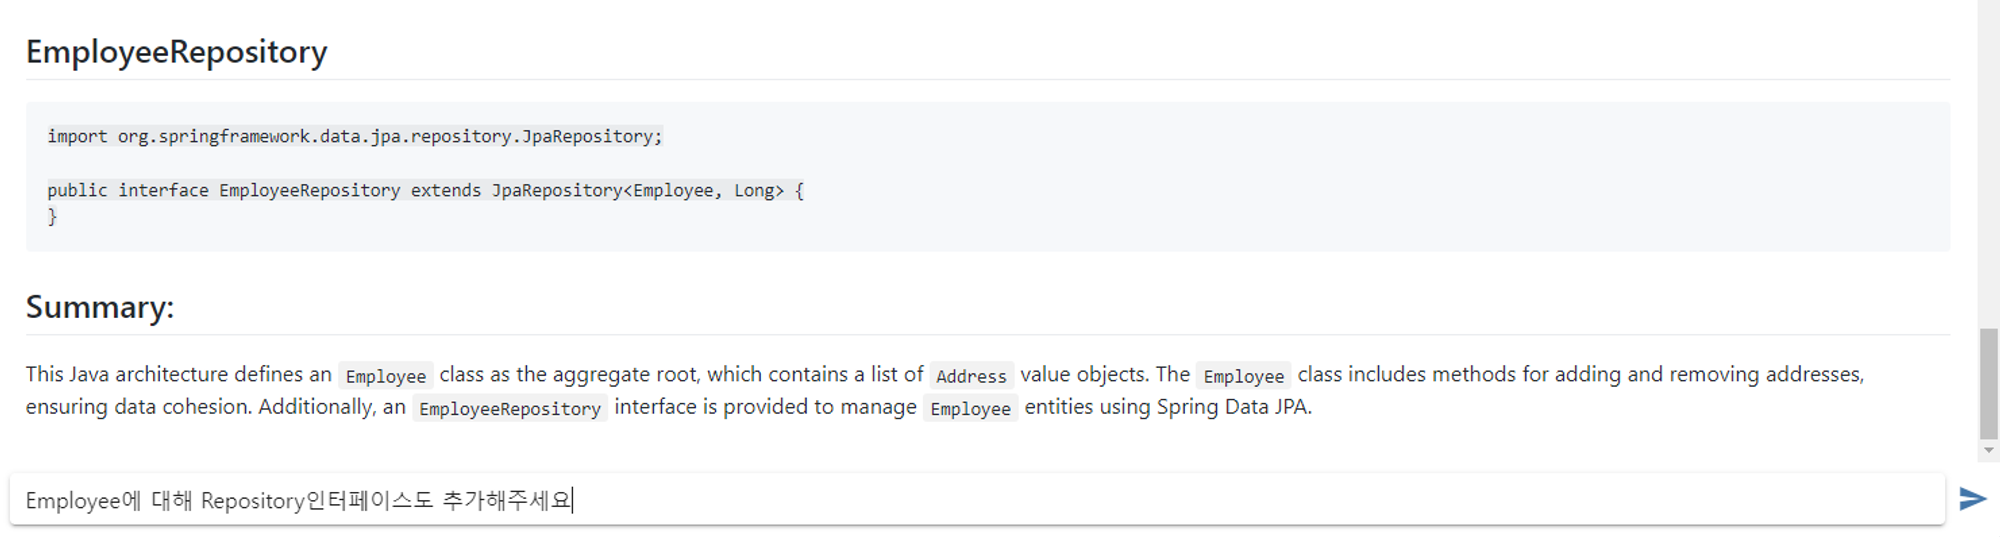 EmployeeRepository
import org.springframework.data.jpa.repository.JpaRepository;
public interface EmployeeRepository extends JpaRepository<Employee, Long> {
}
Summary:
This Java architecture defines an Employee class as the aggregate root, which contains a list of Address value objects. The Employee class includes methods for adding and removing addresses,
ensuring data cohesion. Additionally, an EmployeeRepository interface is provided to manage Employee entities using Spring Data JPA.
Employee에 대해 Repository인터페이스도 추가해주세요